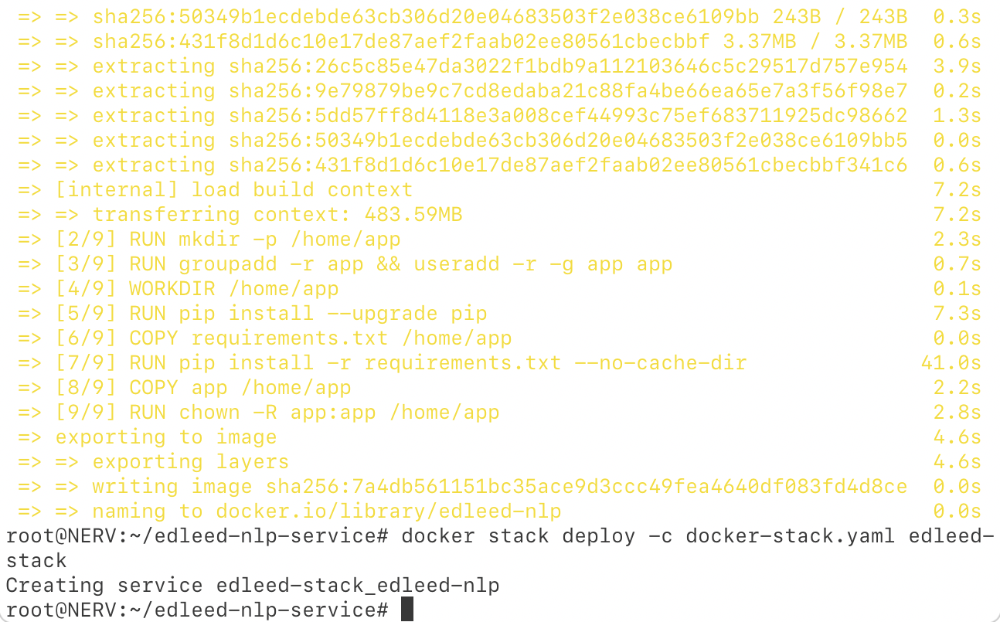 => => sha256:50349b1ecdebde63cb306d20e04683503f2e038ce6109bb 243B / 243B 0.3s
=> => sha256:431f8d1d6c10e17de87aef2faab02ee80561cbecbbf 3.37MB / 3.37MB 0.6s
=> => extracting sha256:26c5c85e47da3022f1bdb9a112103646c5c29517d757e954 3.9s
=> => extracting sha256:9e79879be9c7cd8edaba21c88fa4be66ea65e7a3f56f98e7 0.2s
=> => extracting sha256:5dd57ff8d4118e3a008cef44993c75ef683711925dc98662 1.3s
=> => extracting sha256:50349b1ecdebde63cb306d20e04683503f2e038ce6109bb5 0.0s
=> => extracting sha256:431f8d1d6c10e17de87aef2faab02ee80561cbecbbf341c6 0.6s
=> [internal] load build context 7.2s
=> => transferring context: 483.59MB 7.2s
=> [2/9] RUN mkdir -p /home/app 2.3s
=> [3/9] RUN groupadd -r app && useradd -r -g app app 0.7s
=> [4/9] WORKDIR /home/app 0.1s
=> [5/9] RUN pip install --upgrade pip 7.3s
=> [6/9] COPY requirements.txt /home/app 0.0s
=> [7/9] RUN pip install -r requirements.txt --no-cache-dir 41.0s
=> [8/9] COPY app /home/app 2.2s
=> [9/9] RUN chown -R app:app /home/app 2.8s
=> exporting to image 4.6s
=> => exporting layers 4.6s
=> => writing image sha256:7a4db561151bc35ace9d3ccc49fea4640df083fd4d8ce 0.0s
=> => naming to docker.io/library/edleed-nlp 0.0s
root@NERV:~/edleed-nlp-service# docker stack deploy -c docker-stack.yaml edleed-
stack
Creating service edleed-stack_edleed-nlp
root@NERV:~/edleed-nlp-service#